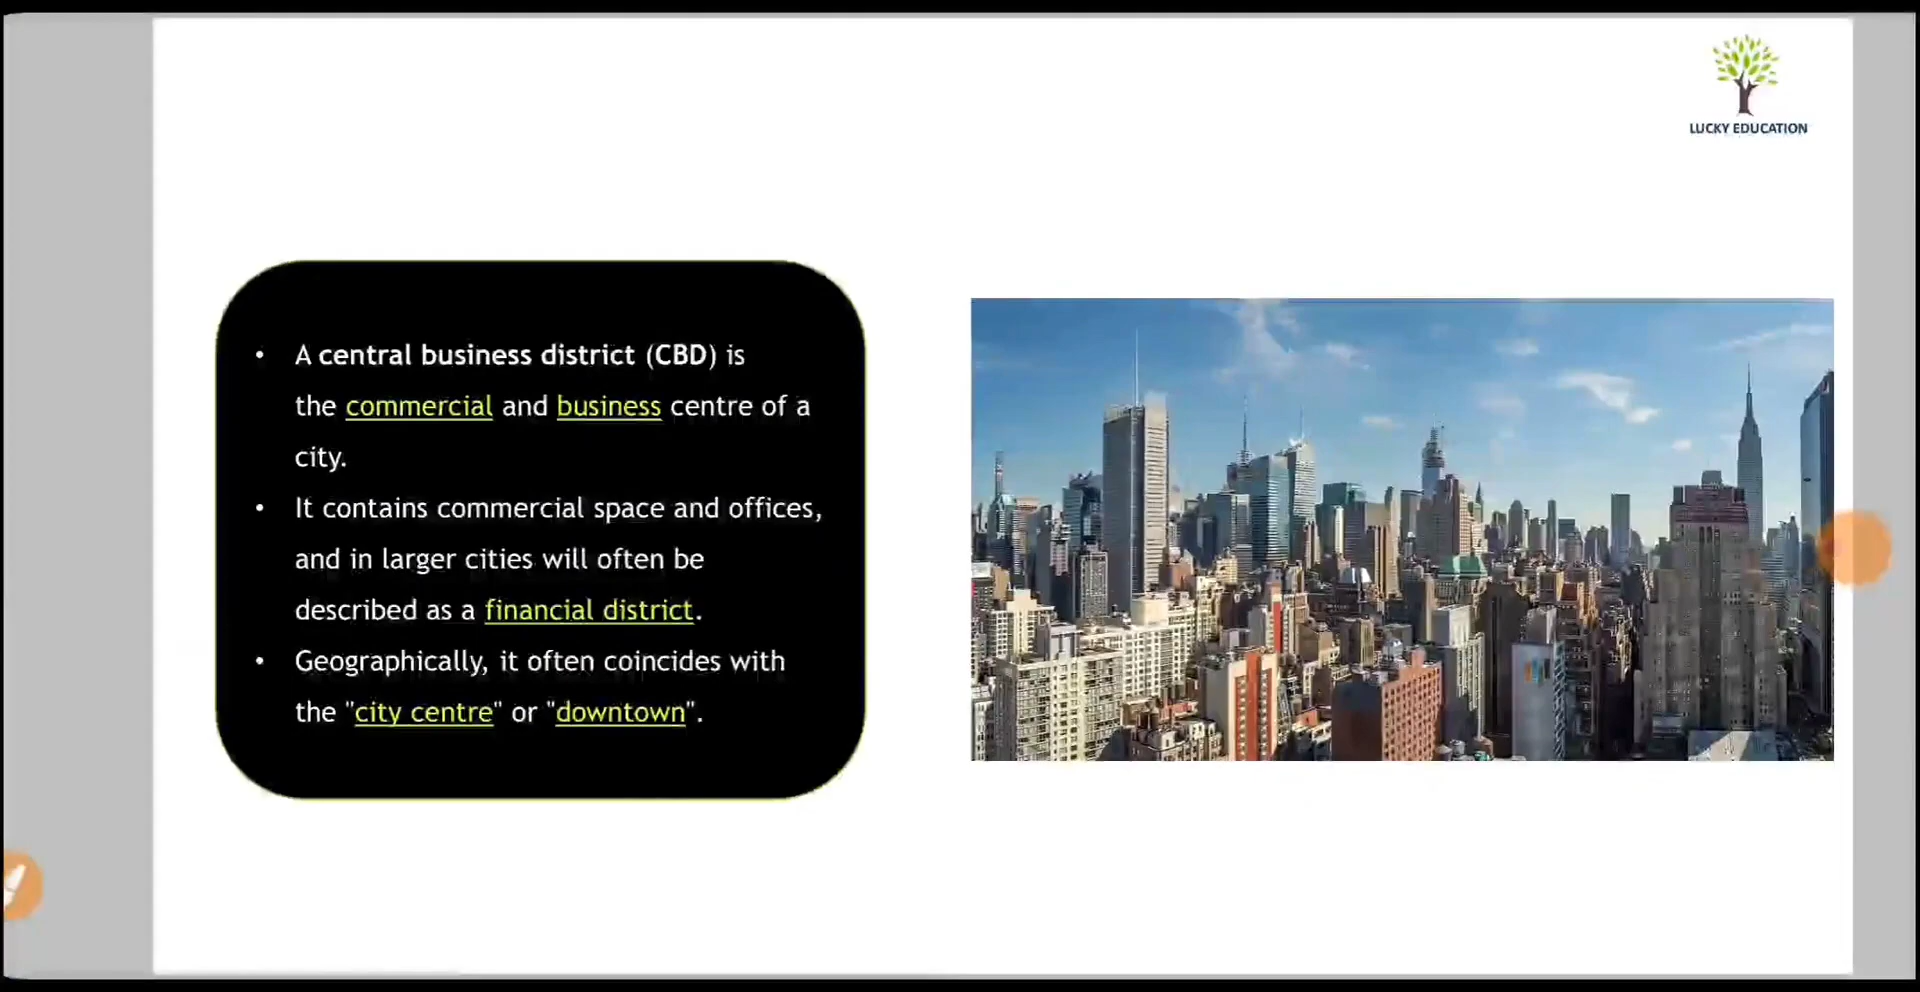 LUCKY EDUCATION
• A central business district (CBD) is
the commercial and business centre of a
city.
• It contains commercial space and offices,
and in larger cities will often be
described as a financial district.
• Geographically, it often coincides with
the "city centre" or "downtown".